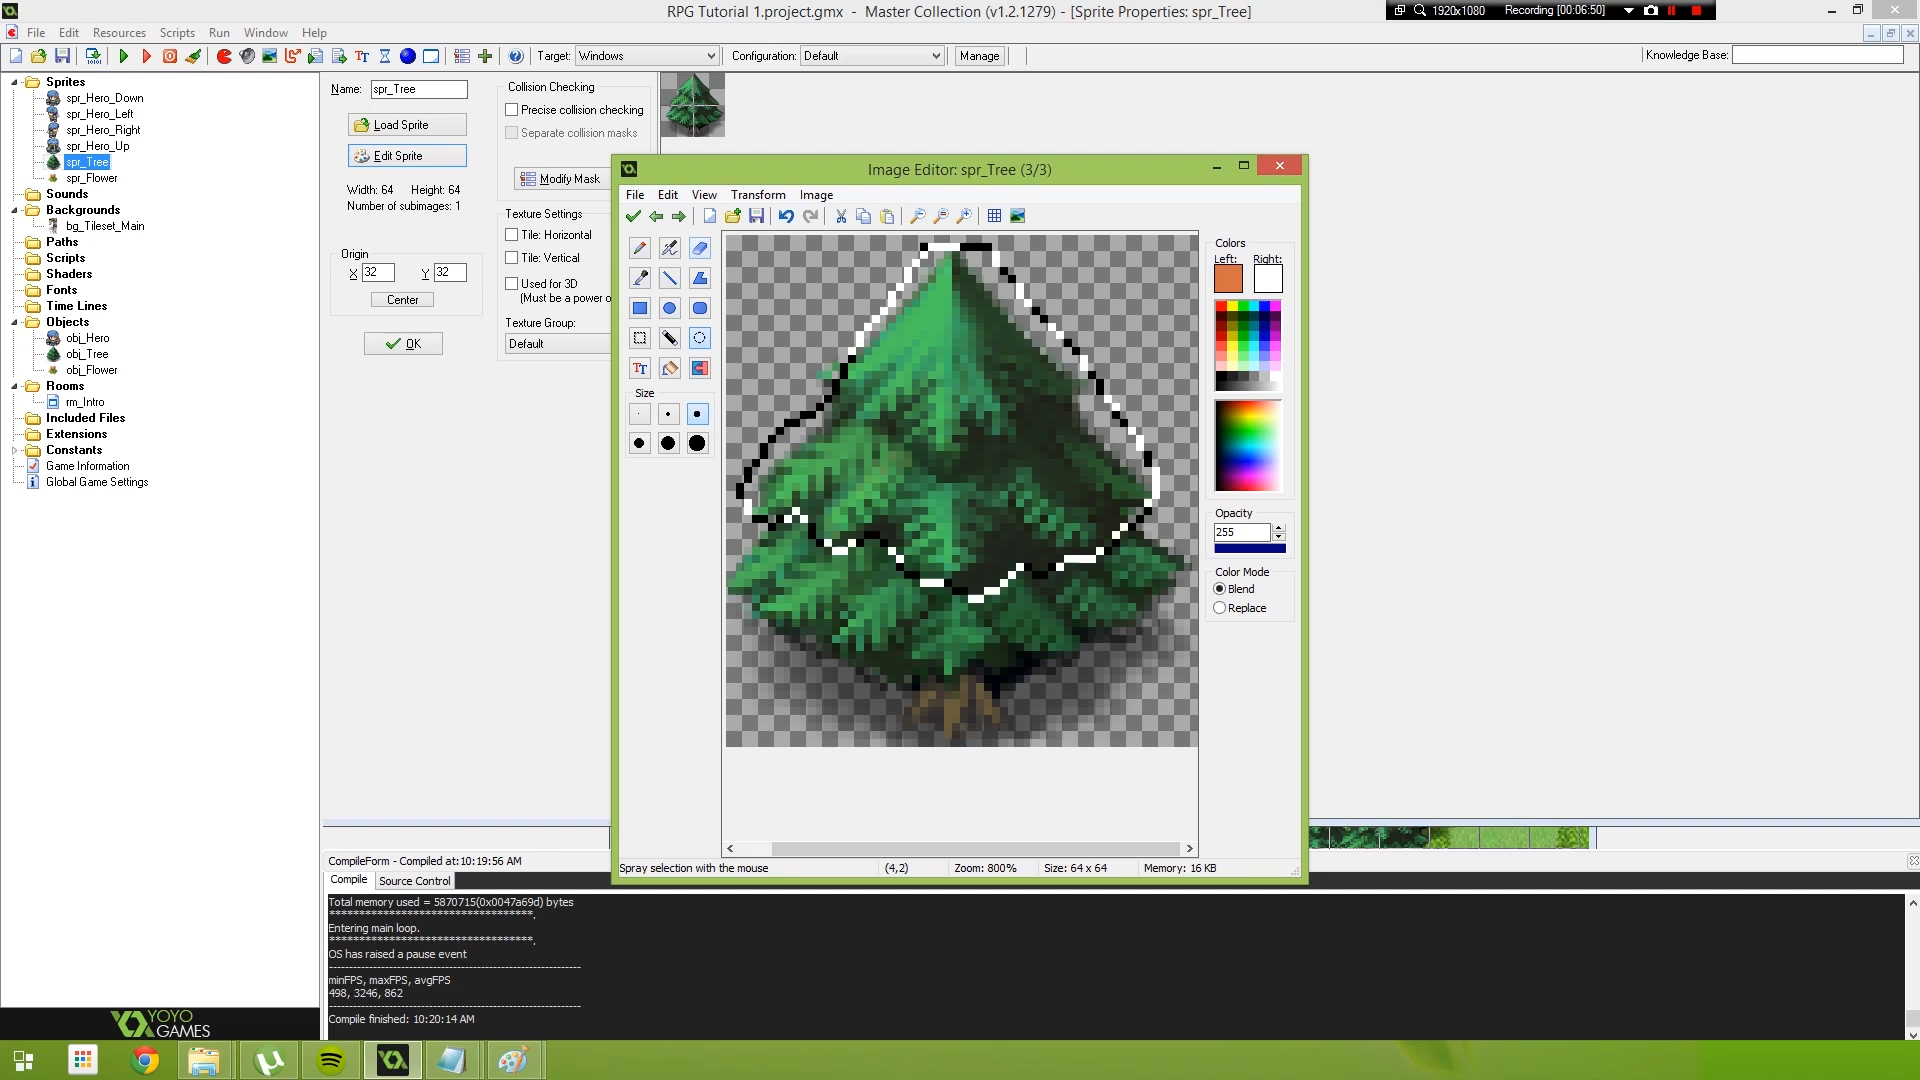 RPG Tutorial 1.project.gmx - Master Collection (v1.2.1279) - [Sprite Properties: spr_Tree]
1920x1080 Recording [00:06:50]
File Edit Resources Scripts Run Window Help
Target: Windows Configuration: Default Manage Knowledge Base:
Sprites
spr_Hero_Down
spr_Hero_Left
spr_Hero_Right
spr_Hero_Up
spr_Tree
spr_Flower
Sounds
Backgrounds
bg_Tileset_Main
Paths
Scripts
Shaders
Fonts
Time Lines
Objects
obj_Hero
obj_Tree
obj_Flower
Rooms
rm_Intro
Included Files
Extensions
Constants
Game Information
Global Game Settings
YOYO
GAMES
Name: spr_Tree
Load Sprite
Edit Sprite
Width: 64 Height: 64
Number of subimages: 1
Origin
X 32 Y 32
Center
OK
Collision Checking
Precise collision checking
Separate collision masks
Modify Mask
Texture Settings
Tile: Horizontal
Tile: Vertical
Used for 3D
(Must be a power o
Texture Group:
Default
Image Editor: spr_Tree (3/3)
File Edit View Transform Image
TT
Size
Colors
Left: Right:
Opacity
255
Color Mode
Blend
Replace
Spray selection with the mouse (4,2) Zoom: 800% Size: 64 x 64 Memory: 16 KB
CompileForm - Compiled at:10:19:56 AM
Compile Source Control
Total memory used = 5870715(0x0047a69d) bytes
**********************************.
Entering main loop.
**********************************.
OS has raised a pause event
----------------------------------------------------------------
minFPS, maxFPS, avgFPS
498, 3246, 862
----------------------------------------------------------------
Compile finished: 10:20:14 AM